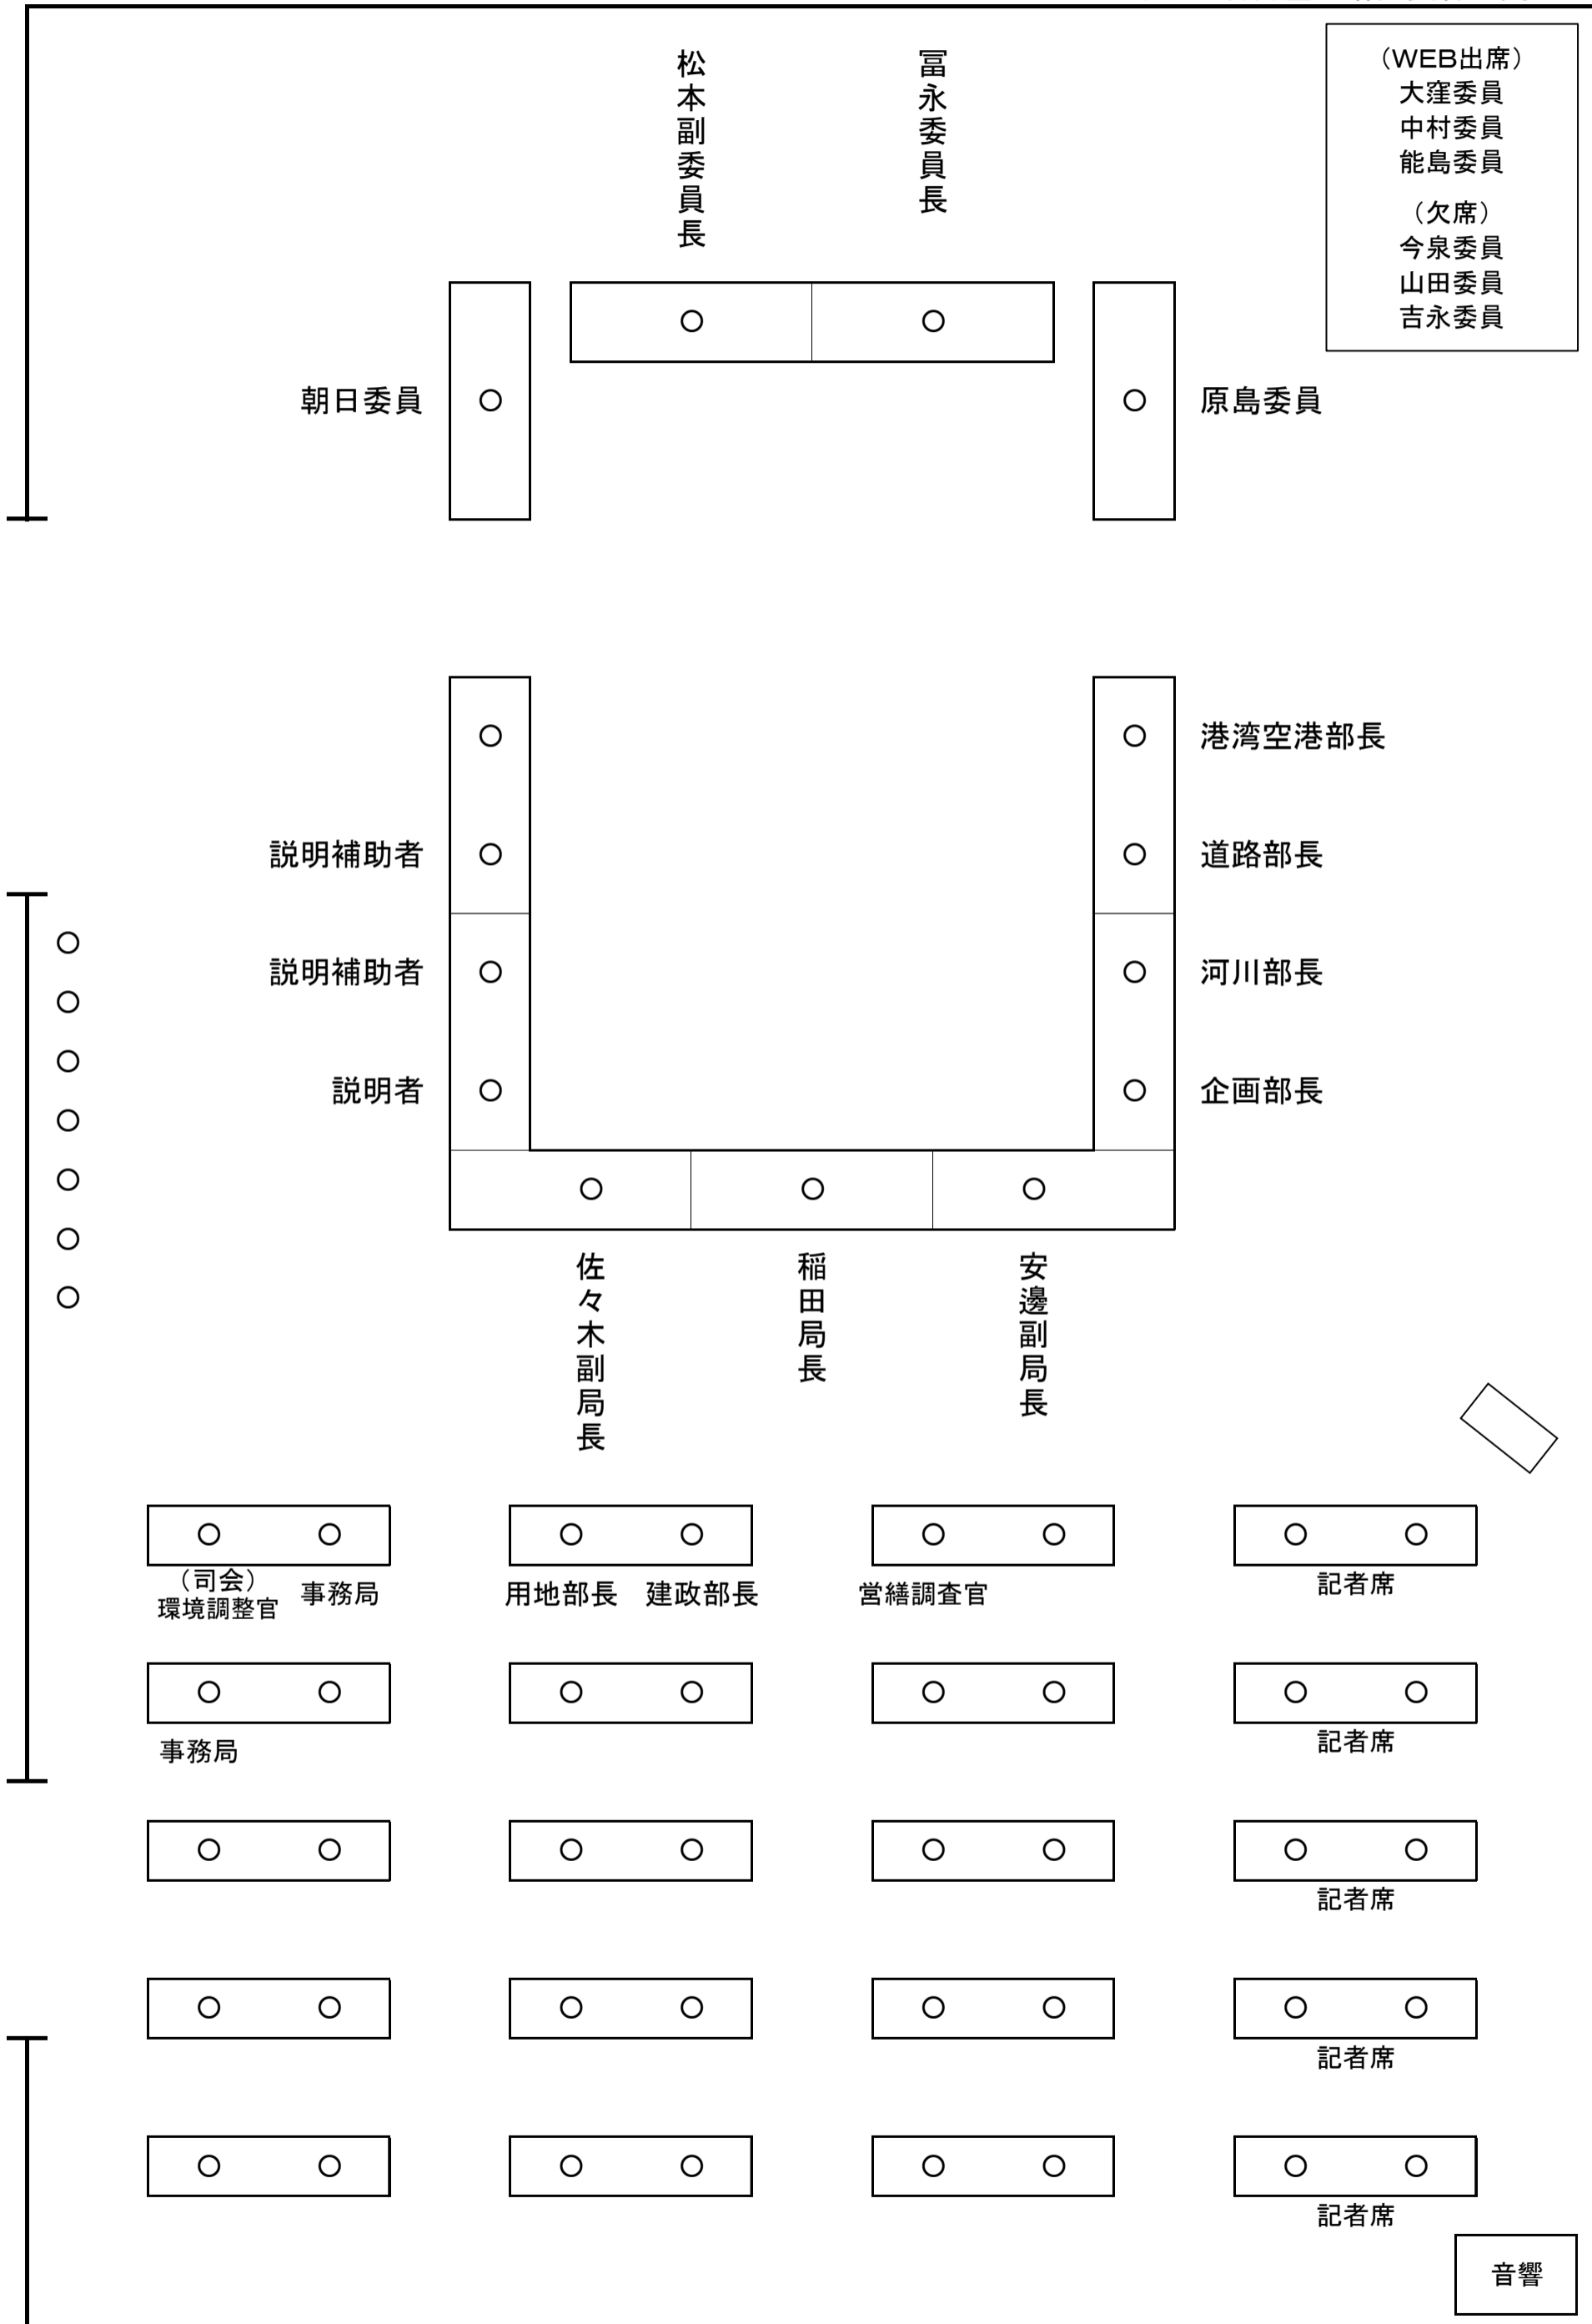 （WEB出席）
大窪委員
中村委員
能島委員
（欠席）
今泉委員
山田委員
吉永委員
松本副委員長
冨永委員長
朝日委員
原島委員
港湾空港部長
説明補助者
道路部長
説明補助者
河川部長
説明者
企画部長
佐々木副局長
稲田局長
安邊副局長
（司会）
環境調整官
事務局
用地部長
建政部長
営繕調査官
記者席
事務局
記者席
記者席
記者席
記者席
音響